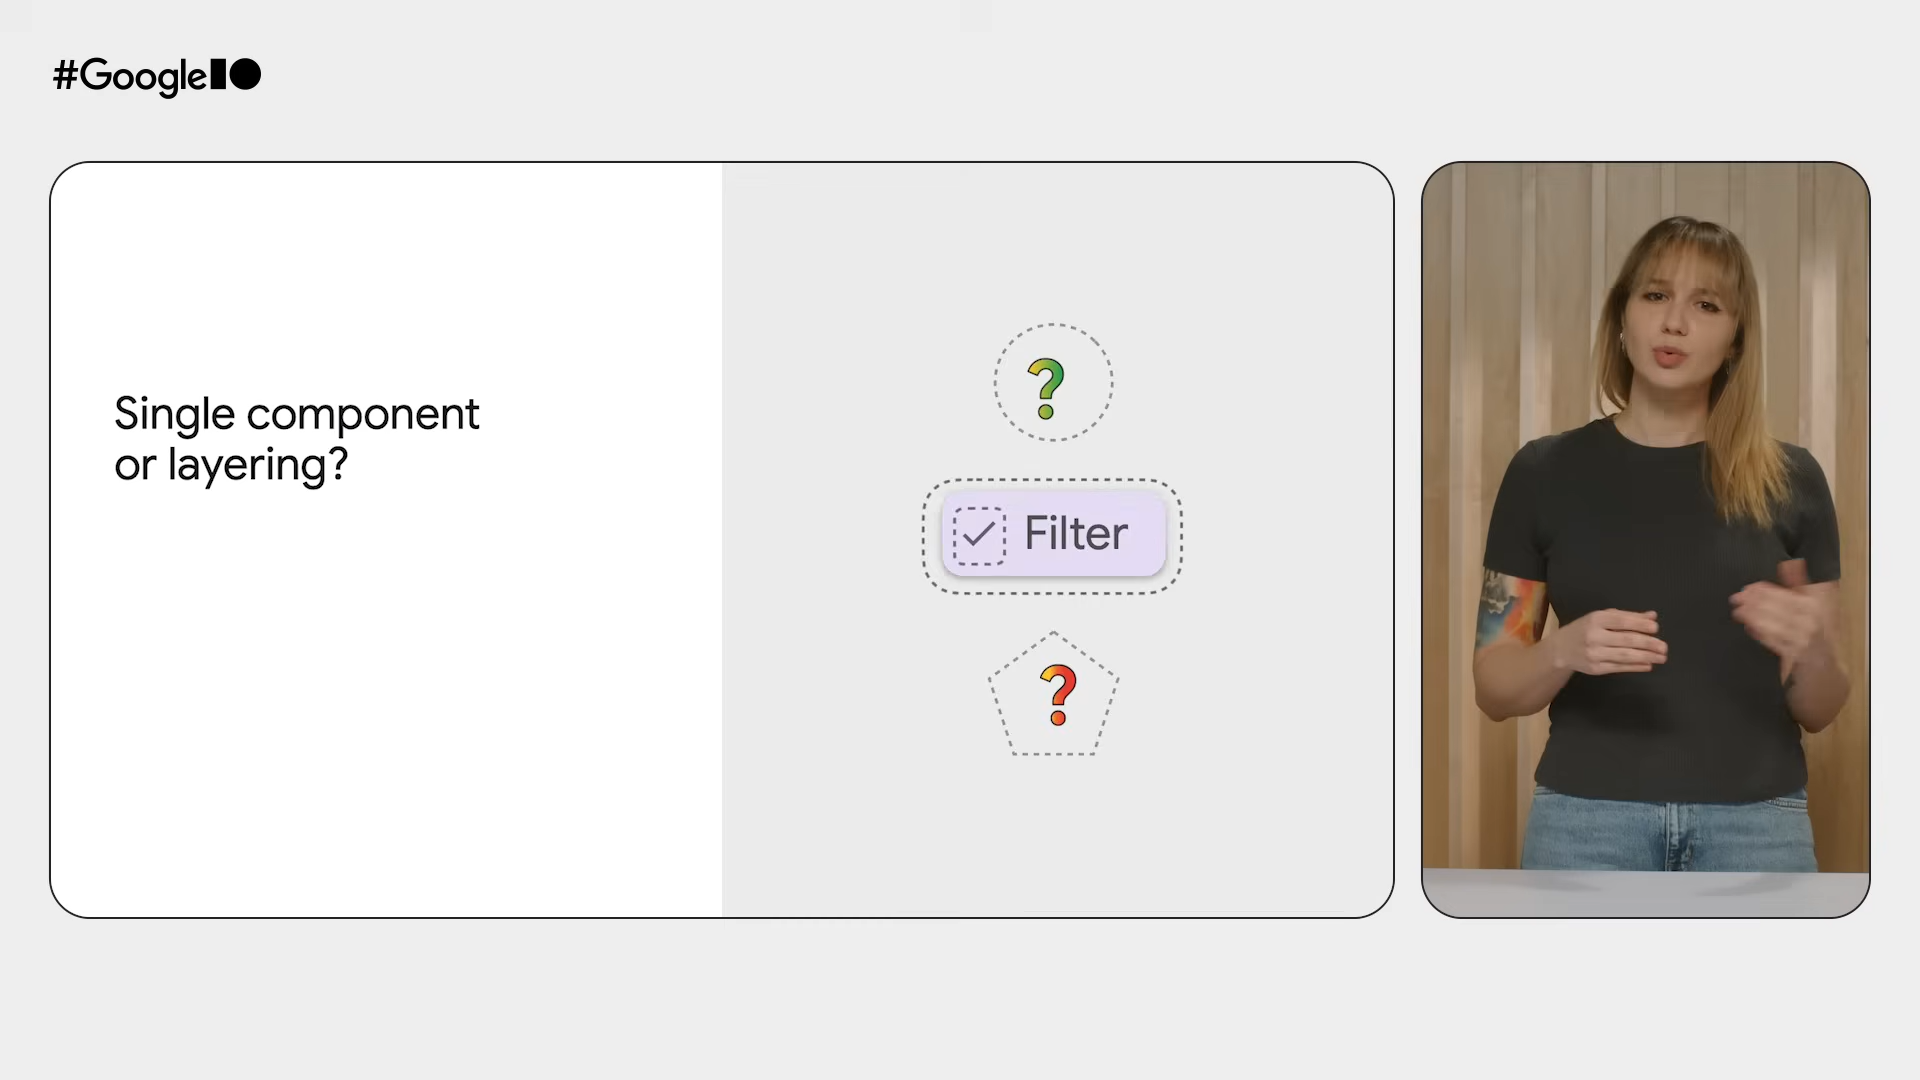 #GoogleIO
Single component
or layering?
?
Filter
?